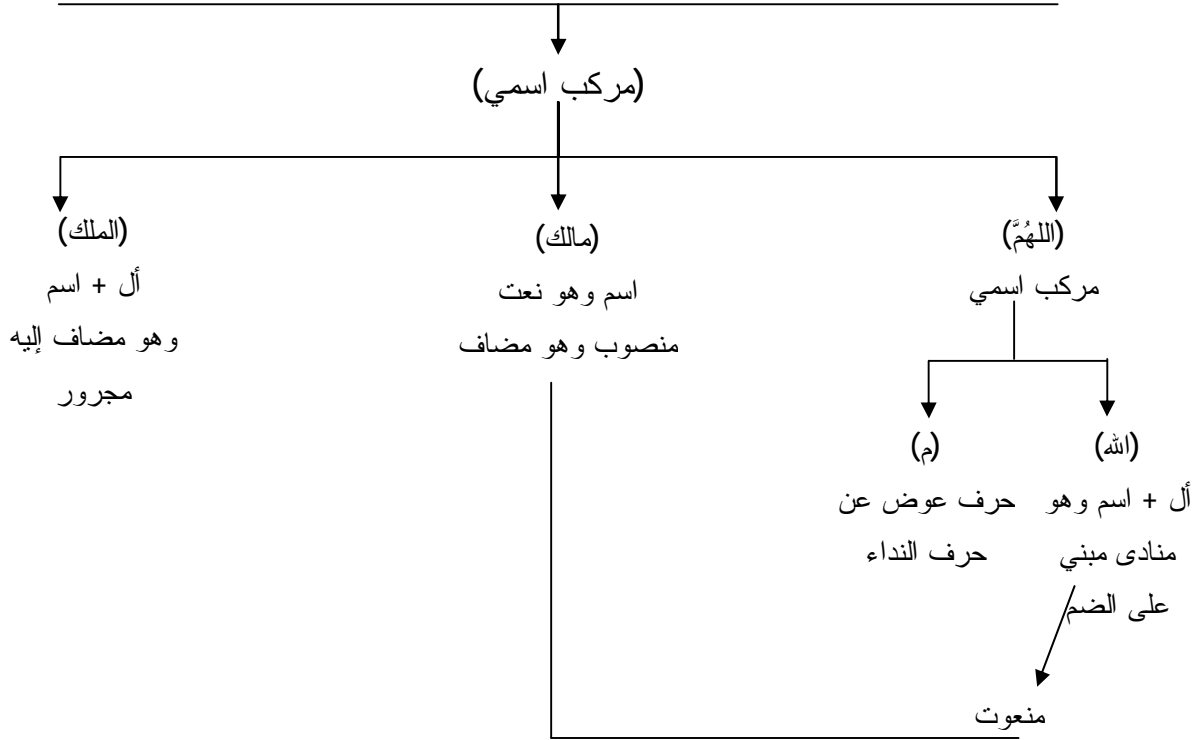 (مركب اسمي)
(اللهُمَّ)
مركب اسمي
(الله)
أل + اسم وهو
منادى مبني
على الضم
(م)
حرف عوض عن
حرف النداء
منعوت
(مالك)
اسم وهو نعت
منصوب وهو مضاف
(الملك)
أل + اسم
وهو مضاف إليه
مجرور